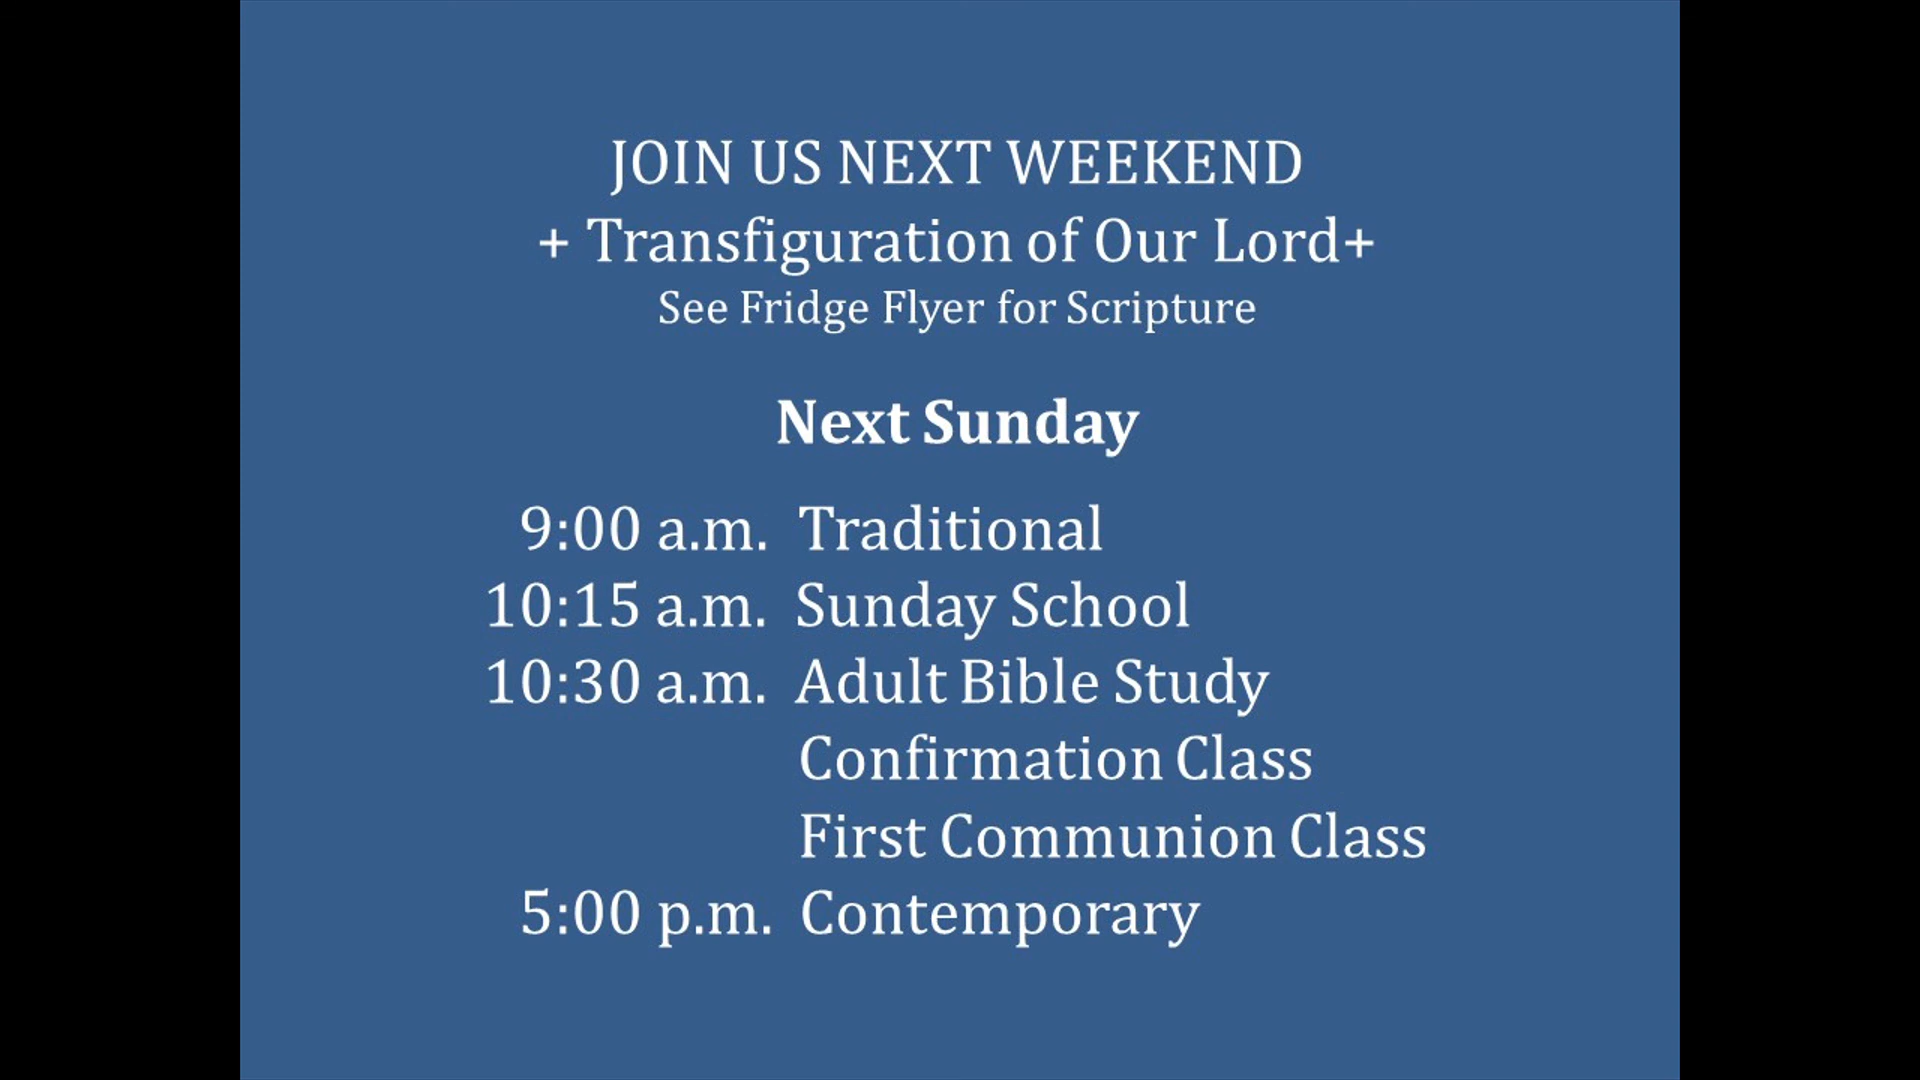 JOIN US NEXT WEEKEND
+ Transfiguration of Our Lord+
See Fridge Flyer for Scripture
Next Sunday
9:00 a.m. Traditional
10:15 a.m. Sunday School
10:30 a.m. Adult Bible Study
Confirmation Class
First Communion Class
5:00 p.m. Contemporary